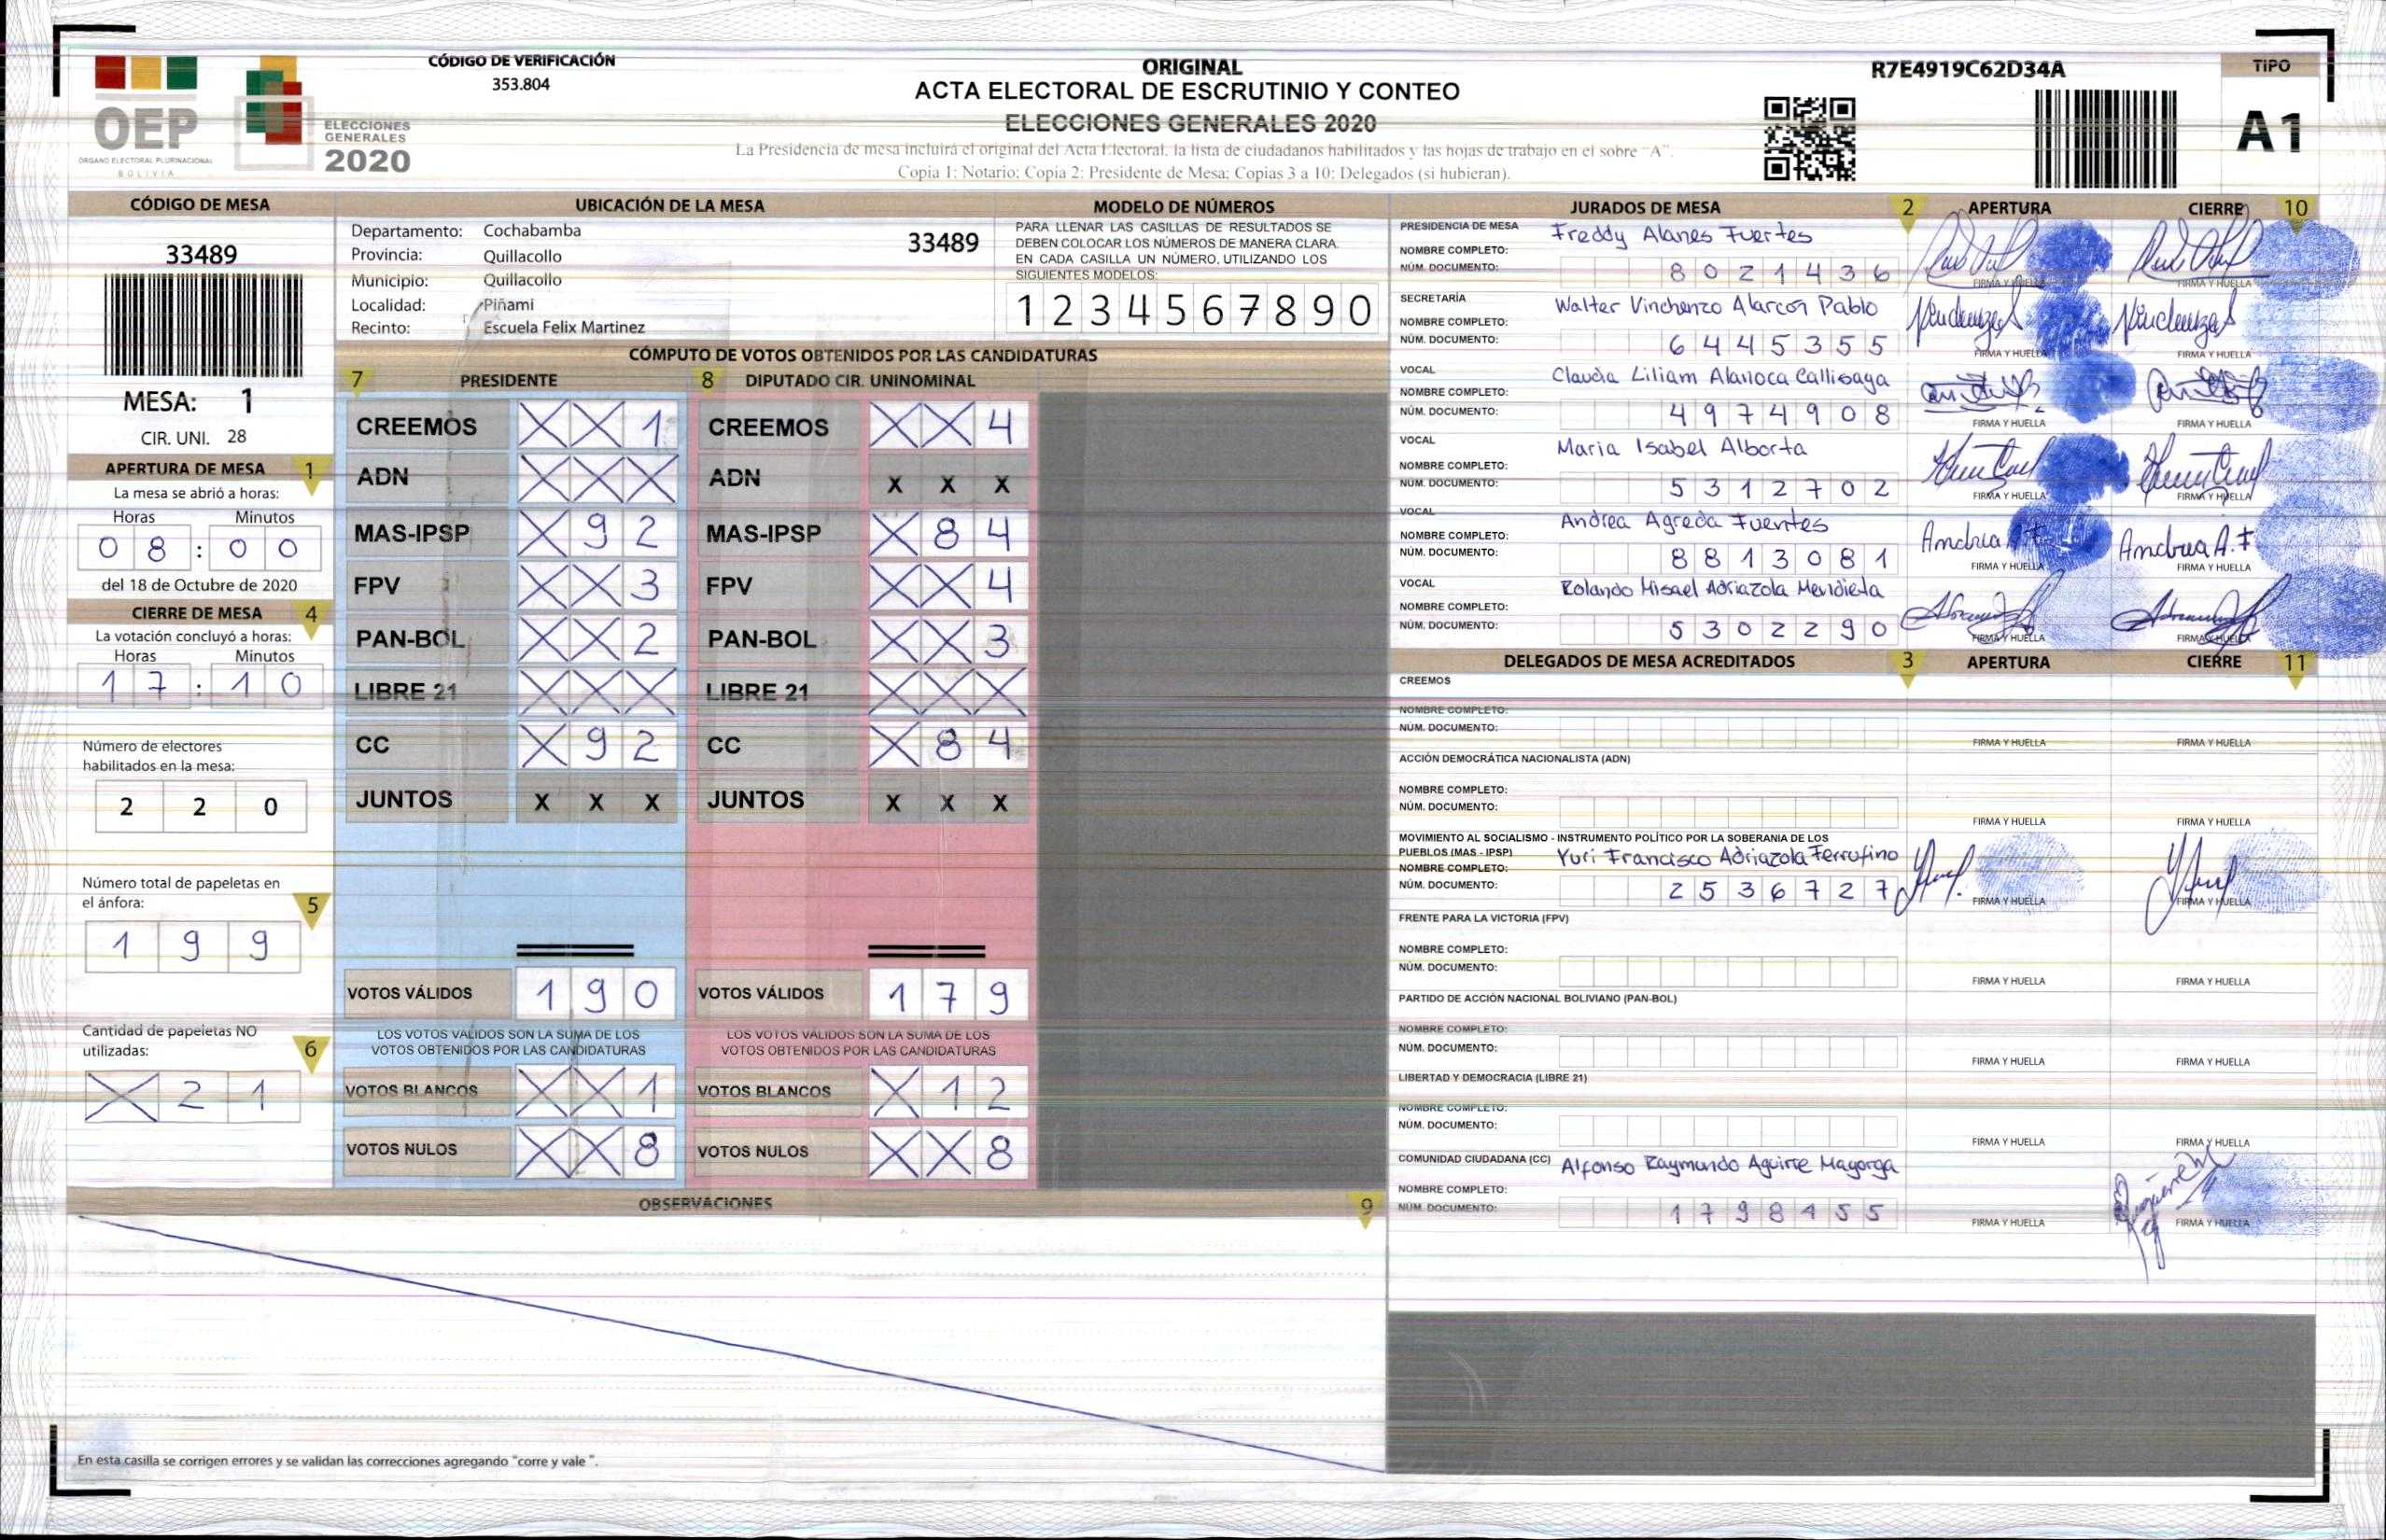 CÓDIGO DE VERIFICACIÓN
353.804
OEP
ÓRGANO ELECTORAL PLURINACIONAL
BOLIVIA
ELECCIONES
GENERALES
2020
ORIGINAL
ACTA ELECTORAL DE ESCRUTINIO Y CONTEO
ELECCIONES GENERALES 2020
La Presidencia de mesa incluirá el original del Acta Electoral, la lista de ciudadanos habilitados y las hojas de trabajo en el sobre "A".
Copia 1: Notario; Copia 2: Presidente de Mesa; Copias 3 a 10: Delegados (si hubieran).
R7E4919C62D34A
TIPO
A1
CÓDIGO DE MESA
33489
MESA: 1
CIR. UNI. 28
UBICACIÓN DE LA MESA
Departamento: Cochabamba
33489
Provincia: Quillacollo
Municipio: Quillacollo
Localidad: Piñami
Recinto: Escuela Felix Martinez
MODELO DE NÚMEROS
PARA LLENAR LAS CASILLAS DE RESULTADOS SE
DEBEN COLOCAR LOS NÚMEROS DE MANERA CLARA.
EN CADA CASILLA UN NÚMERO, UTILIZANDO LOS
SIGUIENTES MODELOS:
1 2 3 4 5 6 7 8 9 0
APERTURA DE MESA 1
La mesa se abrió a horas:
Horas Minutos
0 8 : 0 0
del 18 de Octubre de 2020
CIERRE DE MESA 4
La votación concluyó a horas:
Horas Minutos
1 7 : 1 0
Número de electores
habilitados en la mesa:
2 2 0
Número total de papeletas en
el ánfora:
5
1 9 9
Cantidad de papeletas NO
utilizadas:
6
X 2 1
CÓMPUTO DE VOTOS OBTENIDOS POR LAS CANDIDATURAS
7 PRESIDENTE
CREEMOS X X 1
ADN X X X
MAS-IPSP X 9 2
FPV X X 3
PAN-BOL X X 2
LIBRE 21 X X X
CC X 9 2
JUNTOS X X X
VOTOS VÁLIDOS 1 9 0
LOS VOTOS VÁLIDOS SON LA SUMA DE LOS
VOTOS OBTENIDOS POR LAS CANDIDATURAS
VOTOS BLANCOS X X 1
VOTOS NULOS X X 8
8 DIPUTADO CIR. UNINOMINAL
CREEMOS X X 4
ADN X X X
MAS-IPSP X 8 4
FPV X X 4
PAN-BOL X X 3
LIBRE 21 X X X
CC X 8 4
JUNTOS X X X
VOTOS VÁLIDOS 1 7 9
LOS VOTOS VÁLIDOS SON LA SUMA DE LOS
VOTOS OBTENIDOS POR LAS CANDIDATURAS
VOTOS BLANCOS X 1 2
VOTOS NULOS X X 8
OBSERVACIONES 9
En esta casilla se corrigen errores y se validan las correcciones agregando "corre y vale".
JURADOS DE MESA 2 APERTURA CIERRE 10
PRESIDENCIA DE MESA
NOMBRE COMPLETO: Freddy Alanes Fuertes
NÚM. DOCUMENTO: 8 0 2 1 4 3 6
FIRMA Y HUELLA FIRMA Y HUELLA
SECRETARÍA
NOMBRE COMPLETO: Walter Vinchenzo Alarcon Pablo
NÚM. DOCUMENTO: 6 4 4 5 3 5 5
FIRMA Y HUELLA FIRMA Y HUELLA
VOCAL
NOMBRE COMPLETO: Claudia Liliam Alanoca Callisaya
NÚM. DOCUMENTO: 4 9 7 4 9 0 8
FIRMA Y HUELLA FIRMA Y HUELLA
VOCAL
NOMBRE COMPLETO: Maria Isabel Alborta
NÚM. DOCUMENTO: 5 3 1 2 7 0 2
FIRMA Y HUELLA FIRMA Y HUELLA
VOCAL
NOMBRE COMPLETO: Andrea Agreda Fuentes
NÚM. DOCUMENTO: 8 8 1 3 0 8 1
Andrea A. F
FIRMA Y HUELLA FIRMA Y HUELLA
VOCAL
NOMBRE COMPLETO: Rolando Misael Adriazola Mendieta
NÚM. DOCUMENTO: 5 3 0 2 2 9 0
FIRMA Y HUELLA FIRMA Y HUELLA
DELEGADOS DE MESA ACREDITADOS 3 APERTURA CIERRE 11
CREEMOS
NOMBRE COMPLETO:
NÚM. DOCUMENTO:
FIRMA Y HUELLA FIRMA Y HUELLA
ACCIÓN DEMOCRÁTICA NACIONALISTA (ADN)
NOMBRE COMPLETO:
NÚM. DOCUMENTO:
FIRMA Y HUELLA FIRMA Y HUELLA
MOVIMIENTO AL SOCIALISMO - INSTRUMENTO POLÍTICO POR LA SOBERANIA DE LOS
PUEBLOS (MAS - IPSP)
NOMBRE COMPLETO: Yuri Francisco Adriazola Ferrufino
NÚM. DOCUMENTO: 2 5 3 6 7 2 7
FIRMA Y HUELLA FIRMA Y HUELLA
FRENTE PARA LA VICTORIA (FPV)
NOMBRE COMPLETO:
NÚM. DOCUMENTO:
FIRMA Y HUELLA FIRMA Y HUELLA
PARTIDO DE ACCIÓN NACIONAL BOLIVIANO (PAN-BOL)
NOMBRE COMPLETO:
NÚM. DOCUMENTO:
FIRMA Y HUELLA FIRMA Y HUELLA
LIBERTAD Y DEMOCRACIA (LIBRE 21)
NOMBRE COMPLETO:
NÚM. DOCUMENTO:
FIRMA Y HUELLA FIRMA Y HUELLA
COMUNIDAD CIUDADANA (CC)
NOMBRE COMPLETO: Alfonso Raymundo Aguirre Mayorga
NÚM. DOCUMENTO: 1 7 9 8 4 5 5
FIRMA Y HUELLA FIRMA Y HUELLA